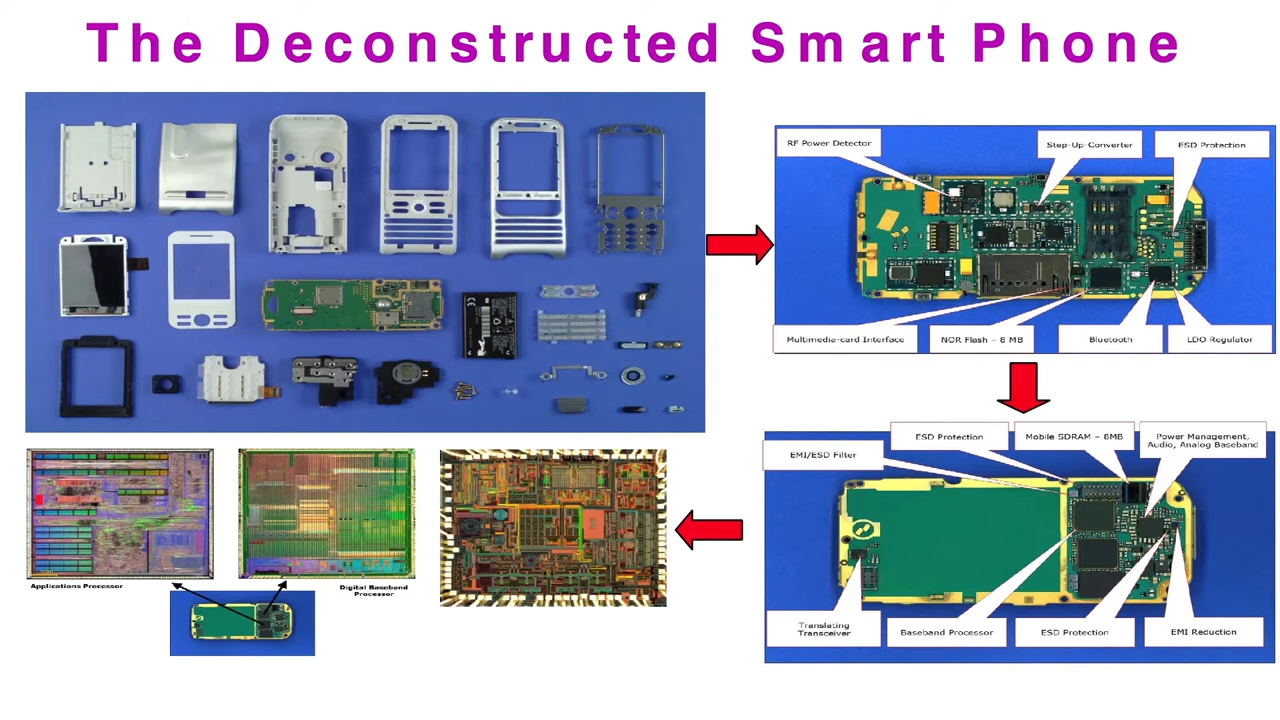 The Deconstructed Smart Phone
RF Power Detector
Step-Up-Converter
ESD Protection
Multimedia-card Interface
NOR Flash – 8 MB
Bluetooth
LDO Regulator
ESD Protection
Mobile SDRAM – 8MB
Power Management,
Audio, Analog Baseband
EMI/ESD Filter
Translating
Transceiver
Baseband Processor
ESD Protection
EMI Reduction
Applications Processor
Digital Baseband
Processor